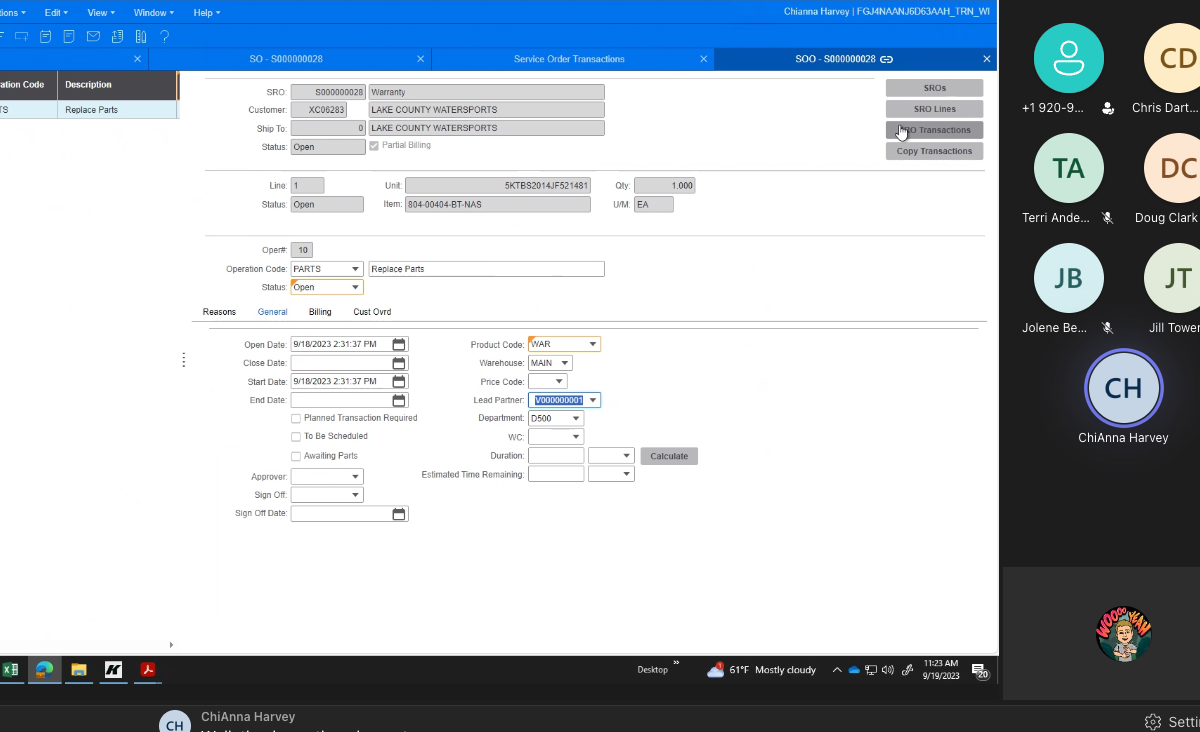 ions Edit View Window Help Chianna Harvey | FGJ4NAANJ6D63AAH_TRN_WI
SO - S000000028 Service Order Transactions SOO - S000000028
ration Code Description
TS Replace Parts
SRO: S000000028 Warranty SROs
Customer: XC06283 LAKE COUNTY WATERSPORTS SRO Lines
Ship To: 0 LAKE COUNTY WATERSPORTS RO Transactions
Status: Open Partial Billing Copy Transactions
Line: 1 Unit: 5KTBS2014JF521481 Qty: 1.000
Status: Open Item: 804-00404-BT-NAS U/M: EA
Oper#: 10
Operation Code: PARTS Replace Parts
Status: Open
Reasons General Billing Cust Ovrd
Open Date: 9/18/2023 2:31:37 PM Product Code: WAR
Close Date: Warehouse: MAIN
Start Date: 9/18/2023 2:31:37 PM Price Code:
End Date: Lead Partner: V000000001
Planned Transaction Required Department: D500
To Be Scheduled WC:
Awaiting Parts Duration: Calculate
Approver: Estimated Time Remaining:
Sign Off:
Sign Off Date:
+1 920-9... Chris Dart...
CD
TA DC
Terri Ande... Doug Clark
JB JT
Jolene Be... Jill Tower
CH
ChiAnna Harvey
WOOOO YEAH
Desktop 1 61°F Mostly cloudy 11:23 AM
9/19/2023 20
CH ChiAnna Harvey Setti